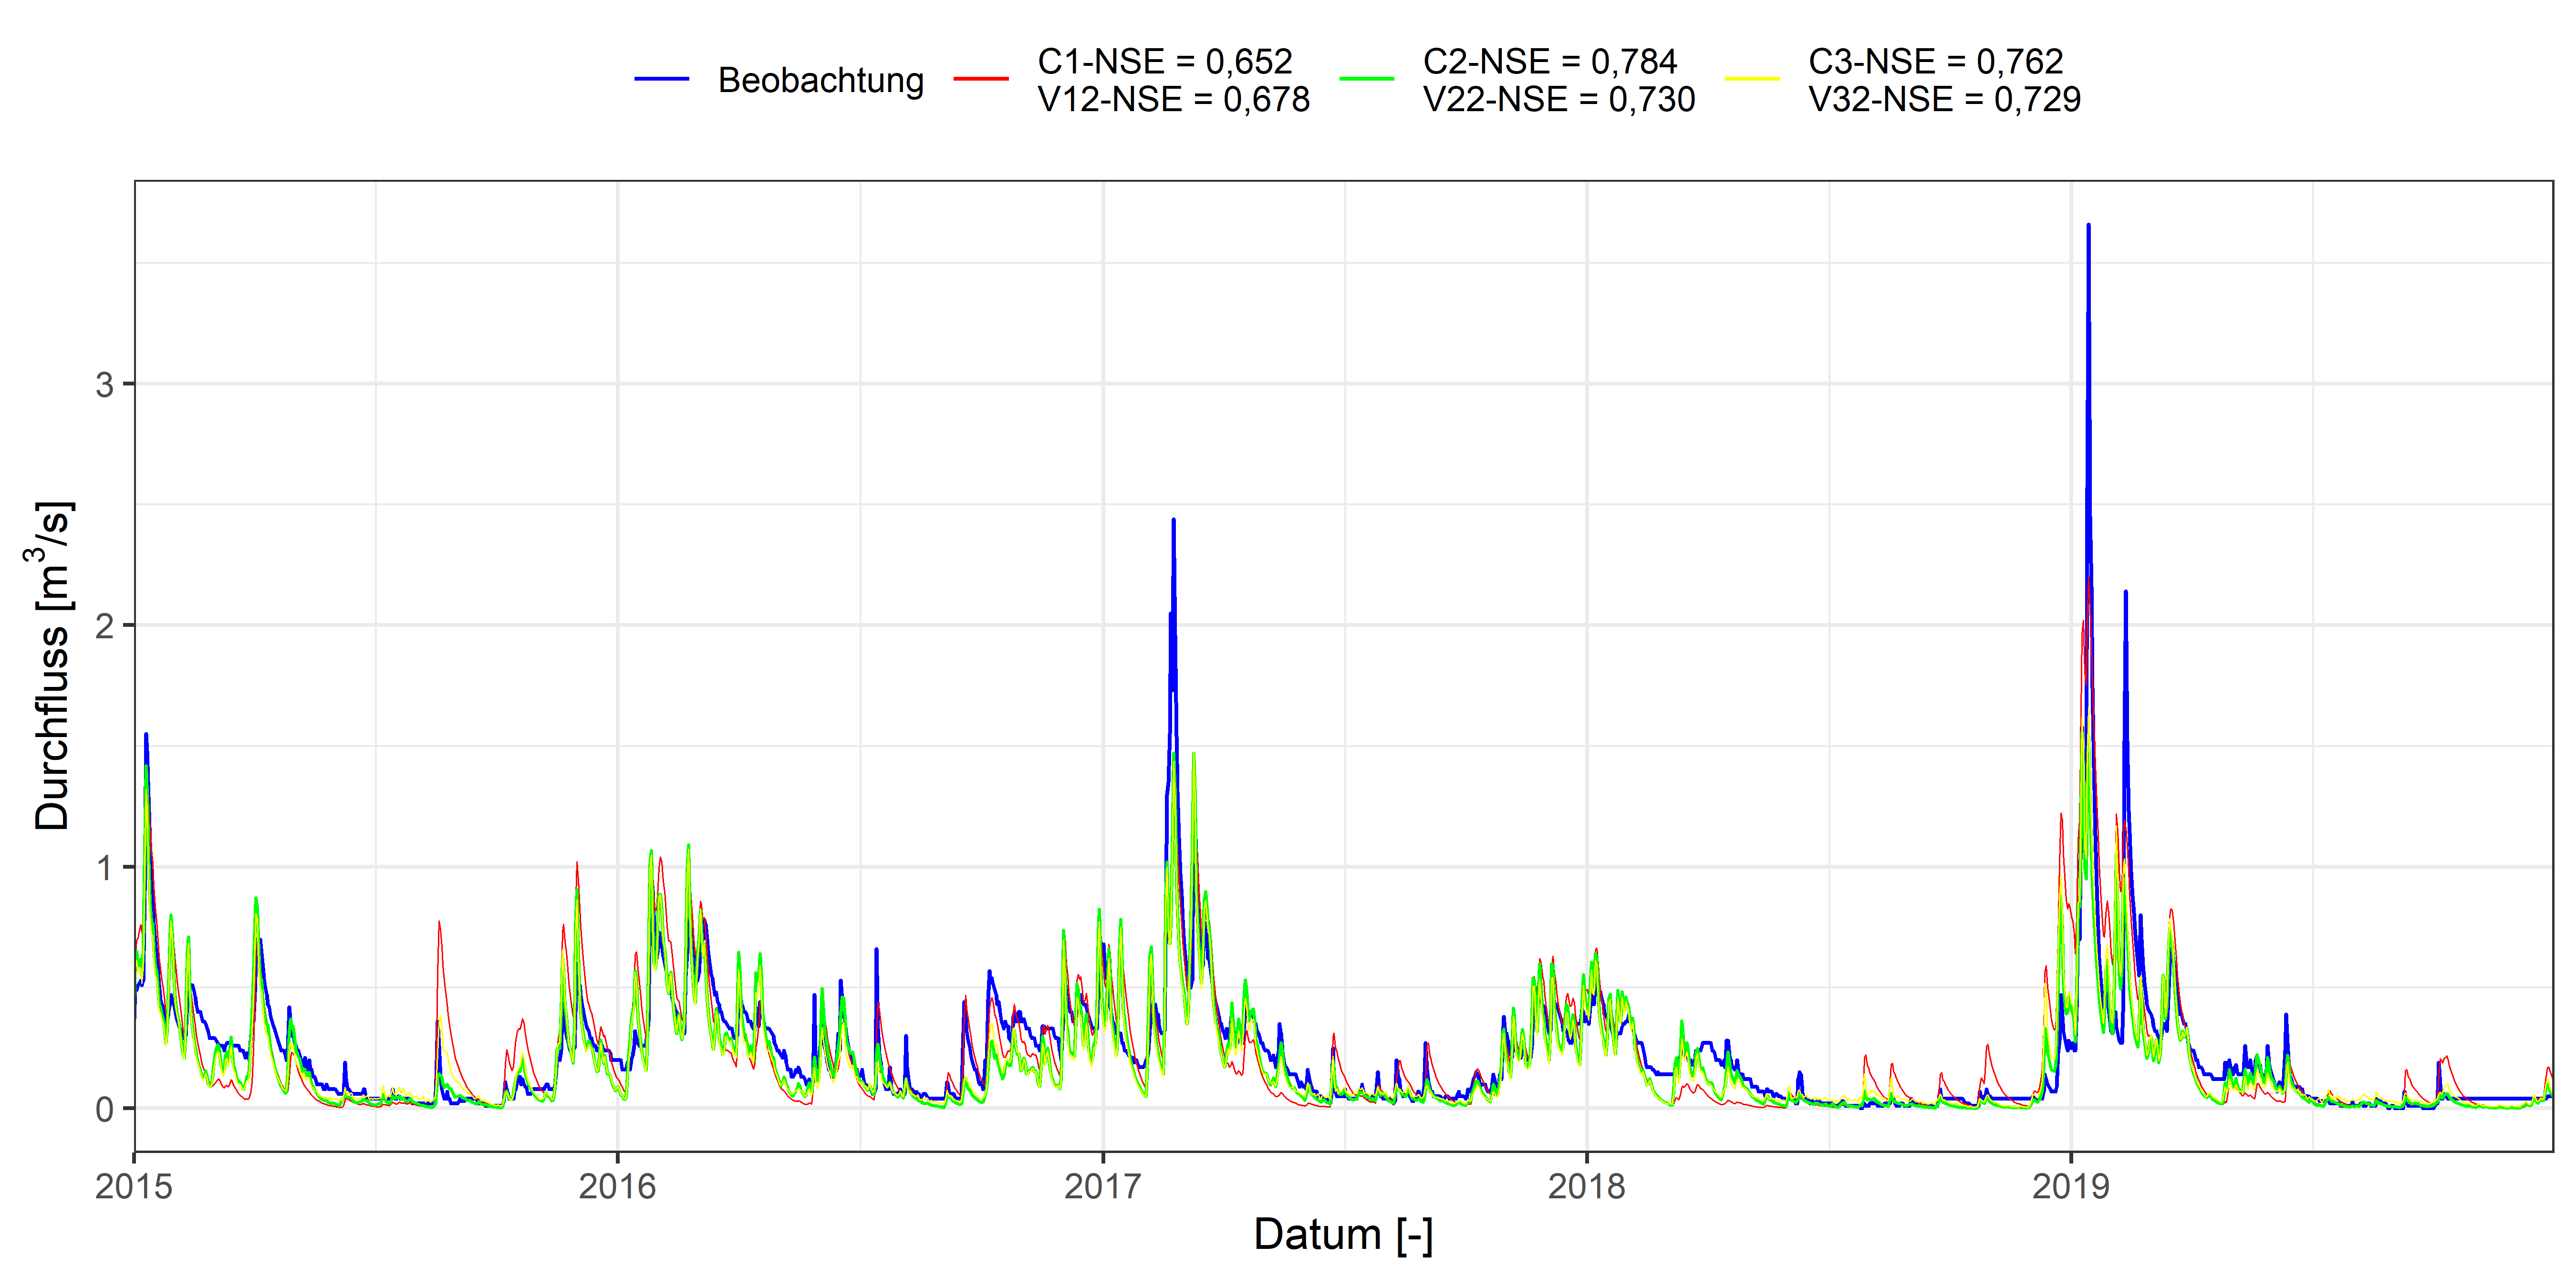 Beobachtung
C1-NSE = 0,652
V12-NSE = 0,678
C2-NSE = 0,784
V22-NSE = 0,730
C3-NSE = 0,762
V32-NSE = 0,729
Durchfluss [m³/s]
3
2
1
0
2015
2016
2017
2018
2019
Datum [-]